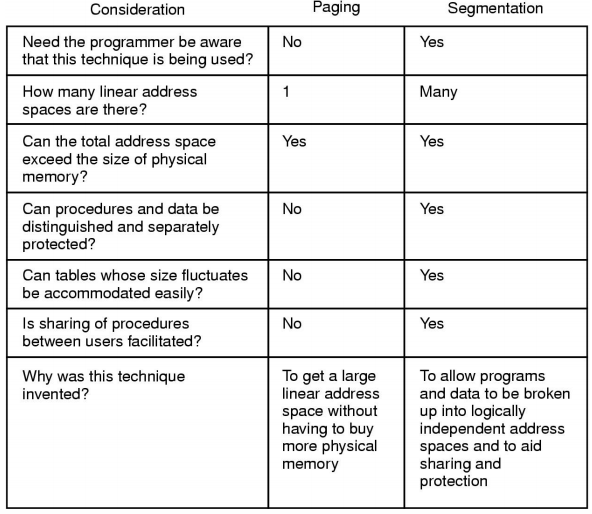 Consideration Paging Segmentation
Need the programmer be aware No Yes
that this technique is being used?
How many linear address 1 Many
spaces are there?
Can the total address space Yes Yes
exceed the size of physical
memory?
Can procedures and data be No Yes
distinguished and separately
protected?
Can tables whose size fluctuates No Yes
be accommodated easily?
Is sharing of procedures No Yes
between users facilitated?
Why was this technique To get a large To allow programs
invented? linear address and data to be broken
space without up into logically
having to buy independent address
more physical spaces and to aid
memory sharing and
protection